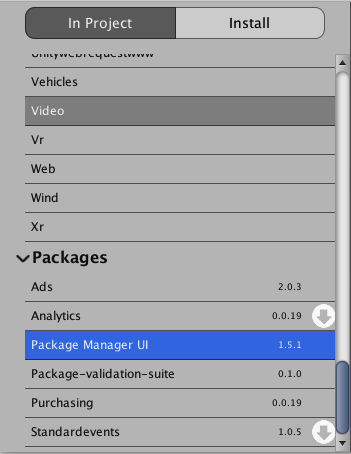 In Project Install
Unitywebrequestwww
Vehicles
Video
Vr
Web
Wind
Xr
Packages
Ads 2.0.3
Analytics 0.0.19
Package Manager UI 1.5.1
Package-validation-suite 0.1.0
Purchasing 0.0.19
Standardevents 1.0.5